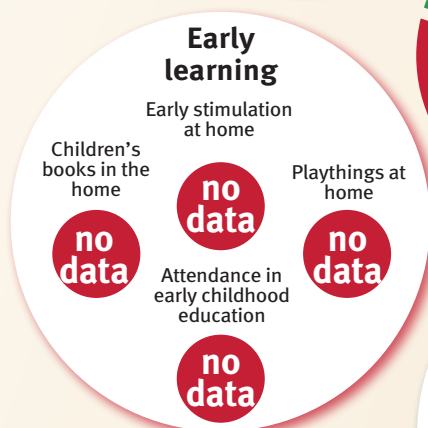 Early
learning
Early stimulation
at home
no
data
Children's
books in the
home
no
data
Playthings at
home
no
data
Attendance in
early childhood
education
no
data